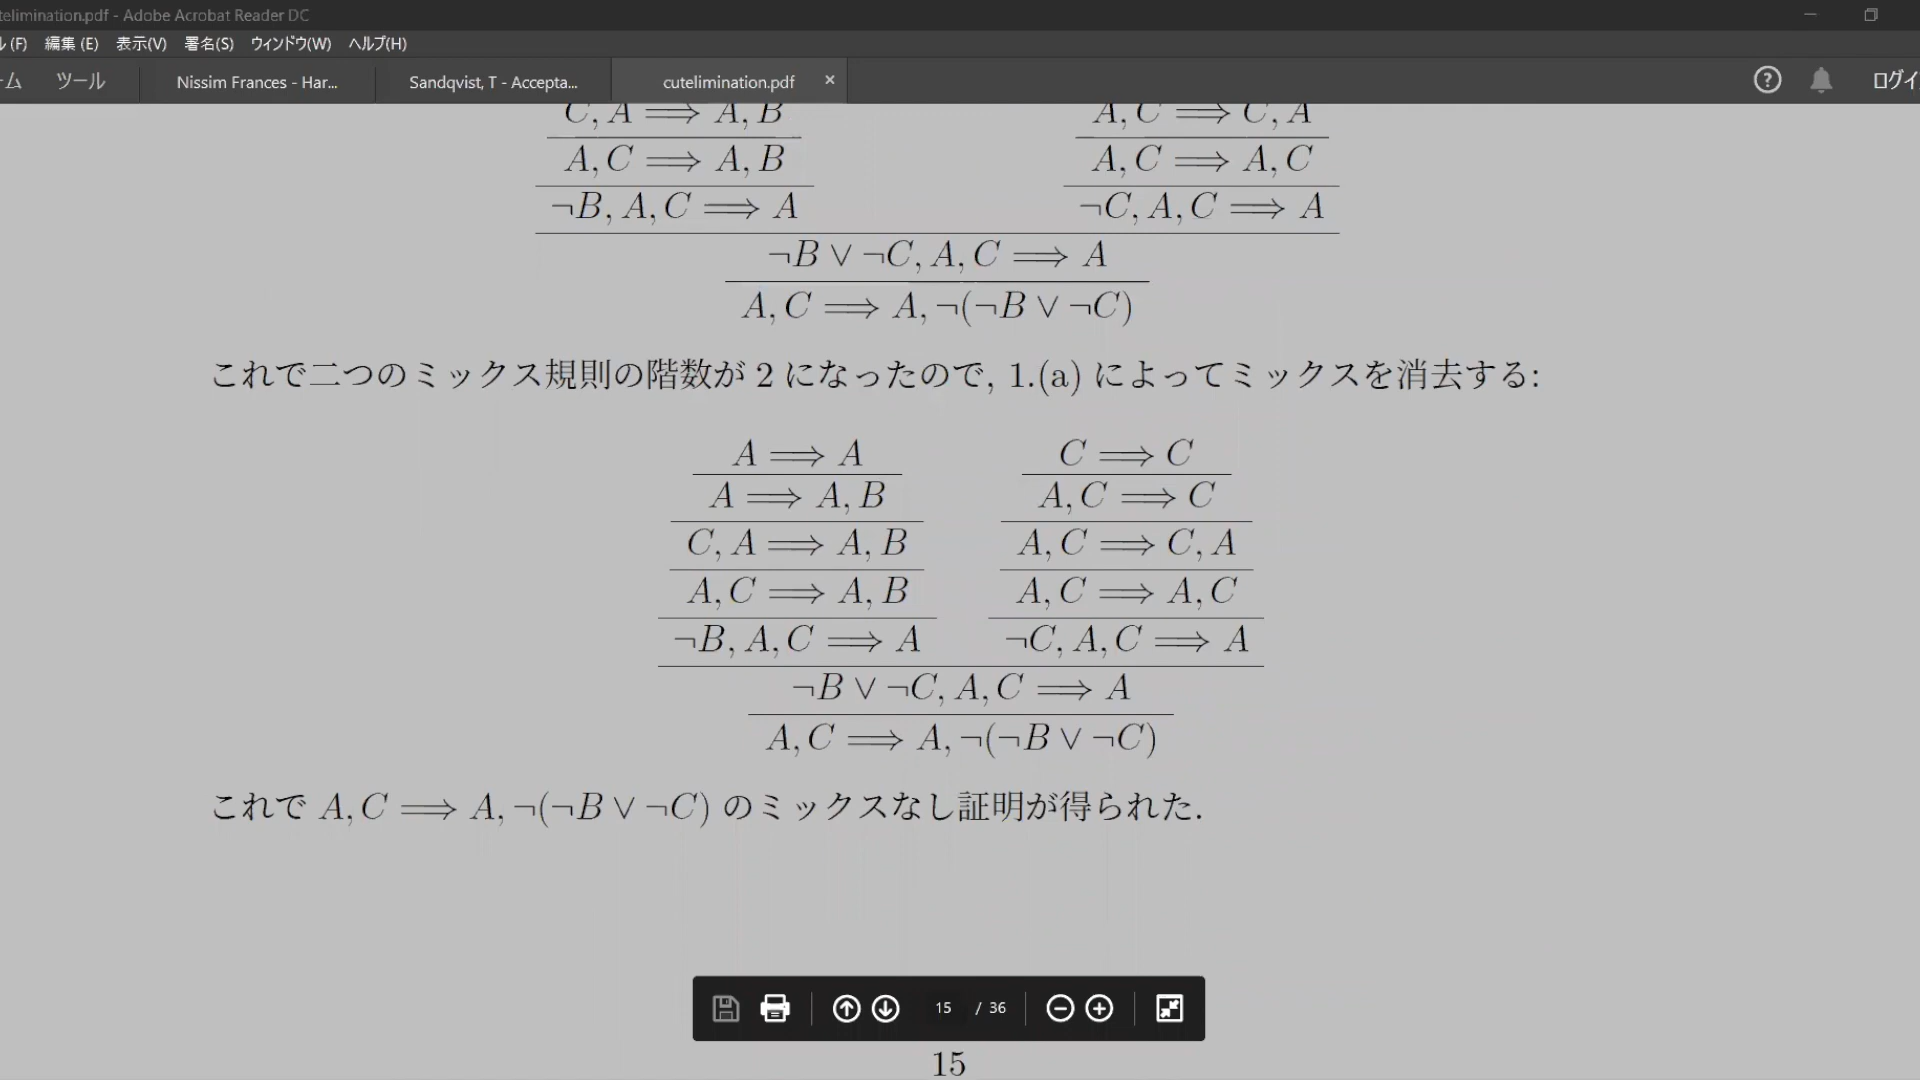 telimination.pdf - Adobe Acrobat Reader DC
ル(F) 編集(E) 表示(V) 署名(S) ウィンドウ(W) ヘルプ(H)
ーム ツール Nissim Frances - Har... Sandqvist, T - Accepta... cutelimination.pdf × ? ログイ
C, A ⟹ A, B A, C ⟹ C, A
A, C ⟹ A, B A, C ⟹ A, C
¬B, A, C ⟹ A ¬C, A, C ⟹ A
¬B ∨ ¬C, A, C ⟹ A
A, C ⟹ A, ¬(¬B ∨ ¬C)
これで二つのミックス規則の階数が 2 になったので, 1.(a) によってミックスを消去する:
A ⟹ A C ⟹ C
A ⟹ A, B A, C ⟹ C
C, A ⟹ A, B A, C ⟹ C, A
A, C ⟹ A, B A, C ⟹ A, C
¬B, A, C ⟹ A ¬C, A, C ⟹ A
¬B ∨ ¬C, A, C ⟹ A
A, C ⟹ A, ¬(¬B ∨ ¬C)
これで A, C ⟹ A, ¬(¬B ∨ ¬C) のミックスなし証明が得られた.
15 / 36
15